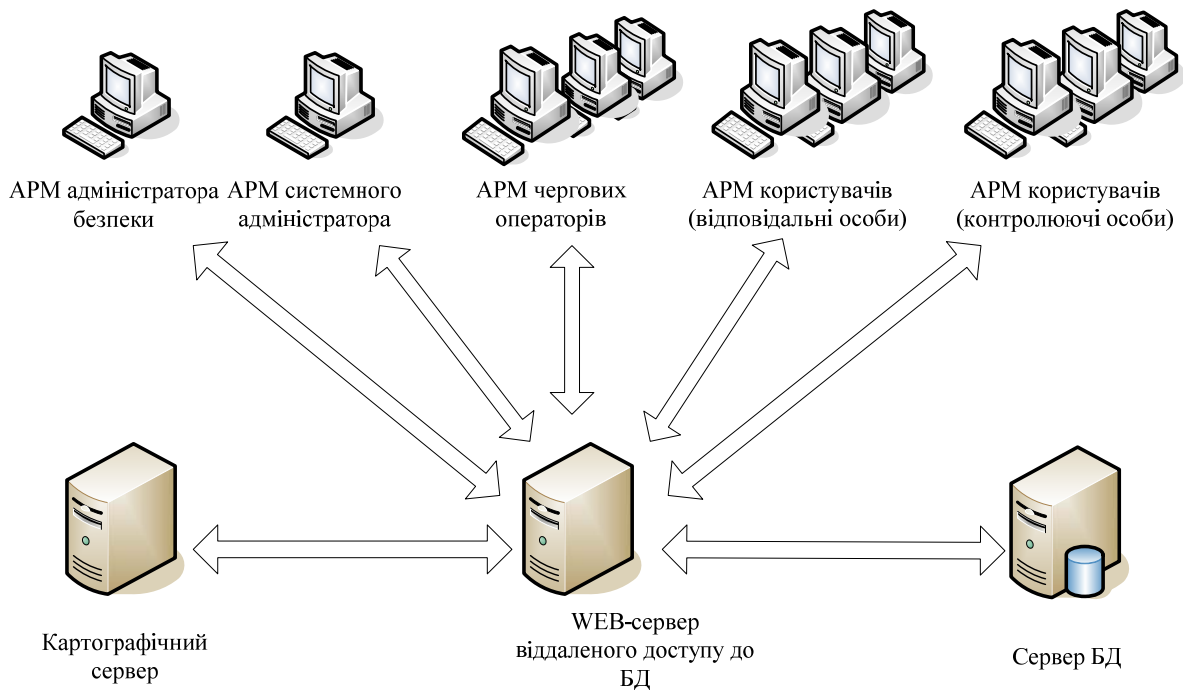 АРМ адміністратора
безпеки
АРМ системного
адміністратора
АРМ чергових
операторів
АРМ користувачів
(відповідальні особи)
АРМ користувачів
(контролюючі особи)
Картографічний
сервер
WEB-сервер
віддаленого доступу до
БД
Сервер БД